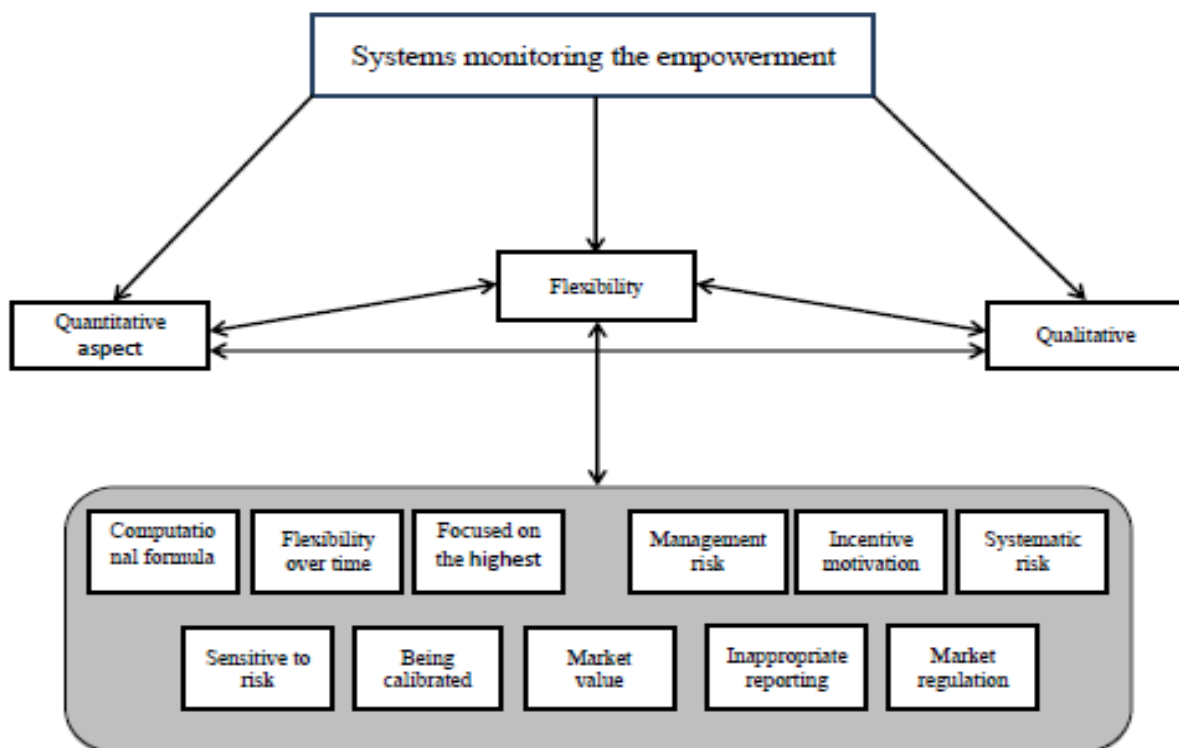 Systems monitoring the empowerment
Flexibility
Quantitative
aspect
Qualitative
Computatio
nal formula
Flexibility
over time
Focused on
the highest
Management
risk
Incentive
motivation
Systematic
risk
Sensitive to
risk
Being
calibrated
Market
value
Inappropriate
reporting
Market
regulation